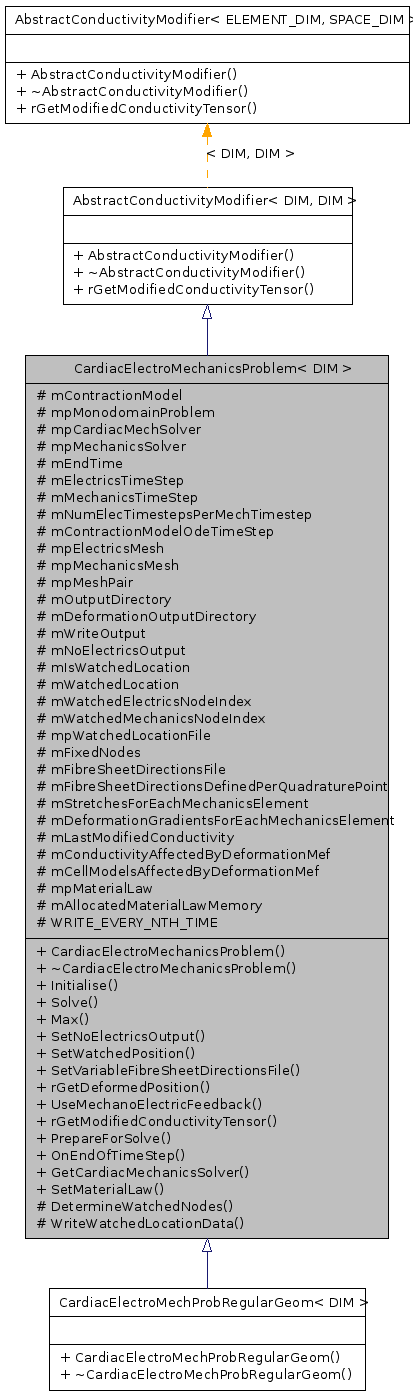 AbstractConductivityModifier< ELEMENT_DIM, SPACE_DIM >
+ AbstractConductivityModifier()
+ ~AbstractConductivityModifier()
+ rGetModifiedConductivityTensor()
< DIM, DIM >
AbstractConductivityModifier< DIM, DIM >
+ AbstractConductivityModifier()
+ ~AbstractConductivityModifier()
+ rGetModifiedConductivityTensor()
CardiacElectroMechanicsProblem< DIM >
# mContractionModel
# mpMonodomainProblem
# mpCardiacMechSolver
# mpMechanicsSolver
# mEndTime
# mElectricsTimeStep
# mMechanicsTimeStep
# mNumElecTimestepsPerMechTimestep
# mContractionModelOdeTimeStep
# mpElectricsMesh
# mpMechanicsMesh
# mpMeshPair
# mOutputDirectory
# mDeformationOutputDirectory
# mWriteOutput
# mNoElectricsOutput
# mIsWatchedLocation
# mWatchedLocation
# mWatchedElectricsNodeIndex
# mWatchedMechanicsNodeIndex
# mpWatchedLocationFile
# mFixedNodes
# mFibreSheetDirectionsFile
# mFibreSheetDirectionsDefinedPerQuadraturePoint
# mStretchesForEachMechanicsElement
# mDeformationGradientsForEachMechanicsElement
# mLastModifiedConductivity
# mConductivityAffectedByDeformationMef
# mCellModelsAffectedByDeformationMef
# mpMaterialLaw
# mAllocatedMaterialLawMemory
# WRITE_EVERY_NTH_TIME
+ CardiacElectroMechanicsProblem()
+ ~CardiacElectroMechanicsProblem()
+ Initialise()
+ Solve()
+ Max()
+ SetNoElectricsOutput()
+ SetWatchedPosition()
+ SetVariableFibreSheetDirectionsFile()
+ rGetDeformedPosition()
+ UseMechanoElectricFeedback()
+ rGetModifiedConductivityTensor()
+ PrepareForSolve()
+ OnEndOfTimeStep()
+ GetCardiacMechanicsSolver()
+ SetMaterialLaw()
# DetermineWatchedNodes()
# WriteWatchedLocationData()
CardiacElectroMechProbRegularGeom< DIM >
+ CardiacElectroMechProbRegularGeom()
+ ~CardiacElectroMechProbRegularGeom()